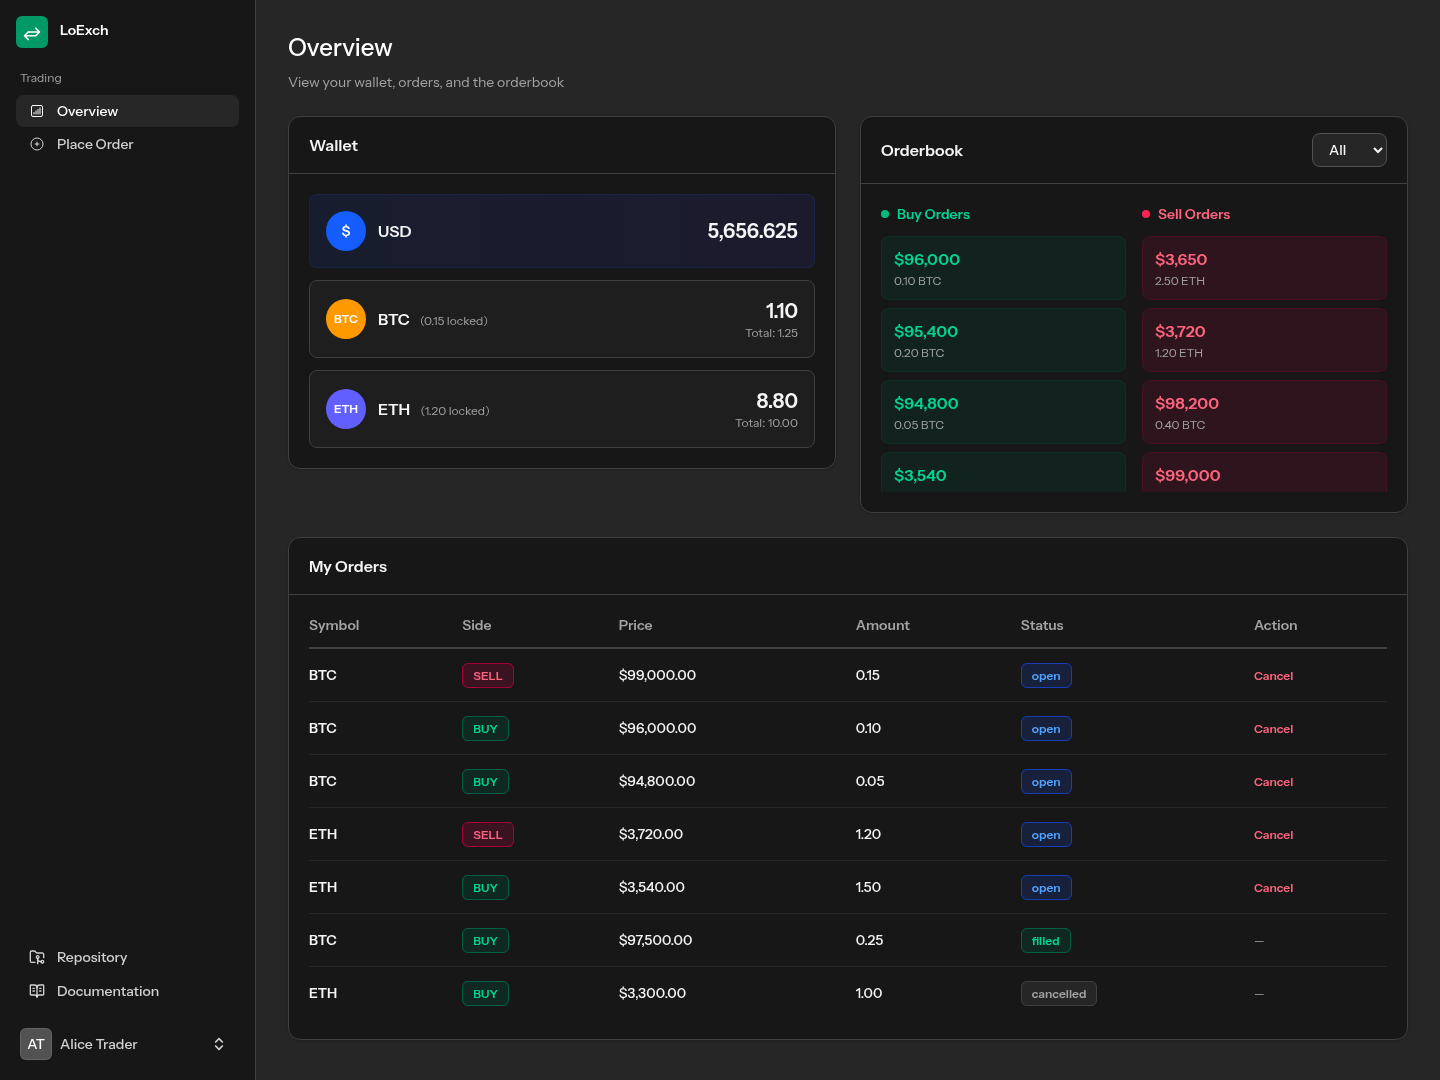 LoExch
Trading
Overview
Place Order
Repository
Documentation
AT Alice Trader
Overview
View your wallet, orders, and the orderbook
Wallet
$ USD 5,656.625
BTC BTC (0.15 locked) 1.10
Total: 1.25
ETH ETH (1.20 locked) 8.80
Total: 10.00
Orderbook All
Buy Orders
$96,000
0.10 BTC
$95,400
0.20 BTC
$94,800
0.05 BTC
$3,540
Sell Orders
$3,650
2.50 ETH
$3,720
1.20 ETH
$98,200
0.40 BTC
$99,000
My Orders
Symbol Side Price Amount Status Action
BTC SELL $99,000.00 0.15 open Cancel
BTC BUY $96,000.00 0.10 open Cancel
BTC BUY $94,800.00 0.05 open Cancel
ETH SELL $3,720.00 1.20 open Cancel
ETH BUY $3,540.00 1.50 open Cancel
BTC BUY $97,500.00 0.25 filled —
ETH BUY $3,300.00 1.00 cancelled —